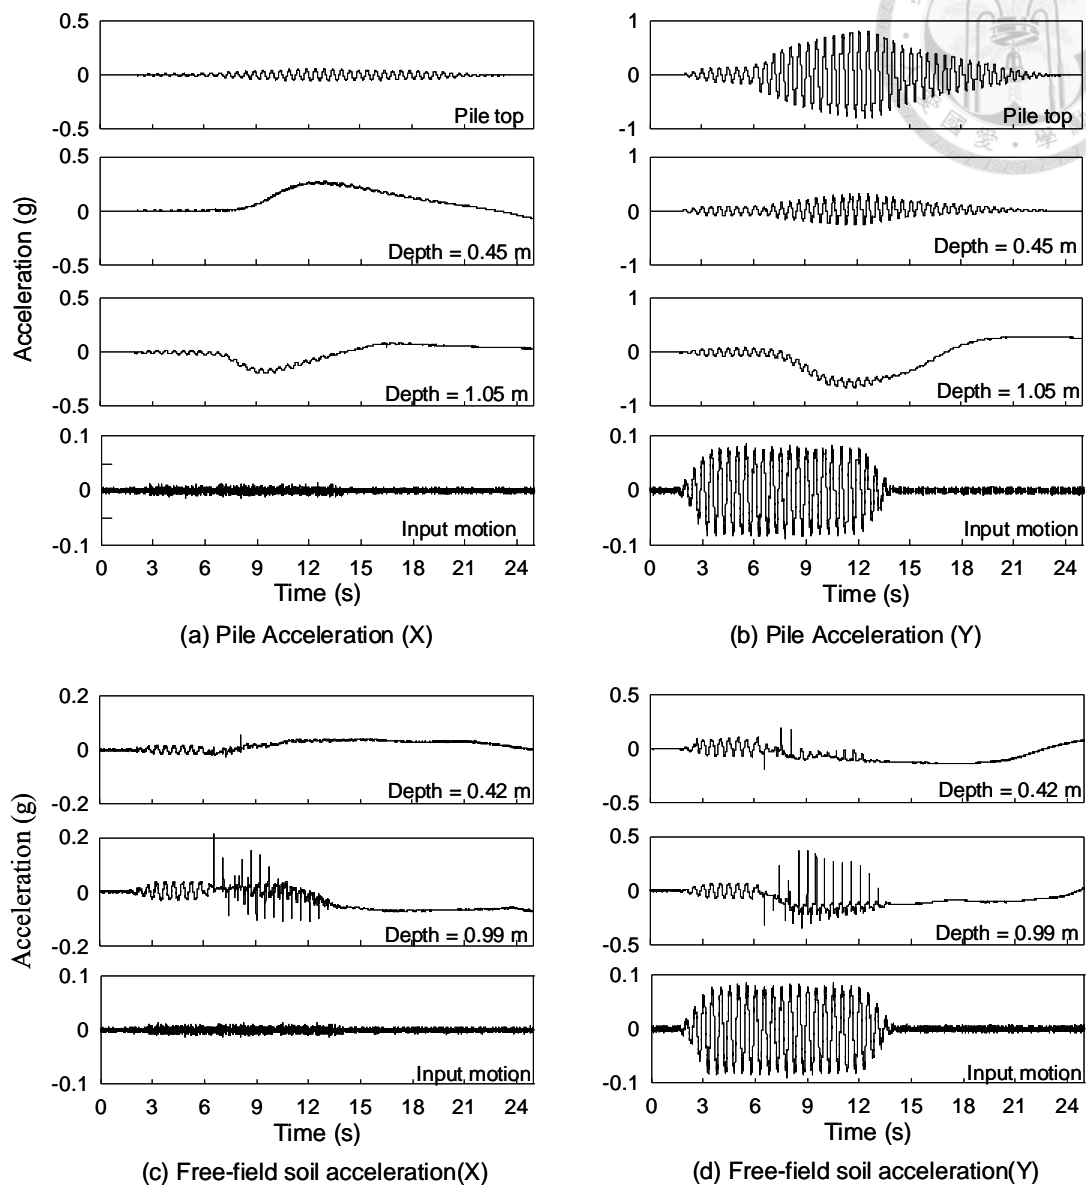 0.5
0
-0.5
Pile top
0.5
0
-0.5
Depth = 0.45 m
0.5
0
-0.5
Depth = 1.05 m
0.1
0
-0.1
Input motion
0 3 6 9 12 15 18 21 24
Time (s)
Acceleration (g)
(a) Pile Acceleration (X)
1
0
-1
Pile top
1
0
-1
Depth = 0.45 m
1
0
-1
Depth = 1.05 m
0.1
0
-0.1
Input motion
0 3 6 9 12 15 18 21 24
Time (s)
(b) Pile Acceleration (Y)
0.2
0
-0.2
Depth = 0.42 m
0.2
0
-0.2
Depth = 0.99 m
0.1
0
-0.1
Input motion
0 3 6 9 12 15 18 21 24
Time (s)
Acceleration (g)
(c) Free-field soil acceleration(X)
0.5
0
-0.5
Depth = 0.42 m
0.5
0
-0.5
Depth = 0.99 m
0.1
0
-0.1
Input motion
0 3 6 9 12 15 18 21 24
Time (s)
(d) Free-field soil acceleration(Y)
國愛・學